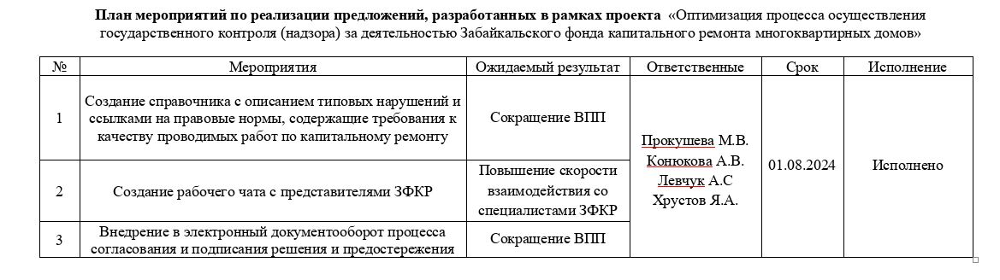 План мероприятий по реализации предложений, разработанных в рамках проекта «Оптимизация процесса осуществления
государственного контроля (надзора) за деятельностью Забайкальского фонда капитального ремонта многоквартирных домов»
№ Мероприятия Ожидаемый результат Ответственные Срок Исполнение
1
Создание справочника с описанием типовых нарушений и
ссылками на правовые нормы, содержащие требования к
качеству проводимых работ по капитальному ремонту
Сокращение ВПП
2
Создание рабочего чата с представителями ЗФКР
Повышение скорости
взаимодействия со
специалистами ЗФКР
3
Внедрение в электронный документооборот процесса
согласования и подписания решения и предостережения
Сокращение ВПП
Прокушева М.В.
Конюкова А.В.
Левчук А.С
Хрустов Я.А.
01.08.2024
Исполнено